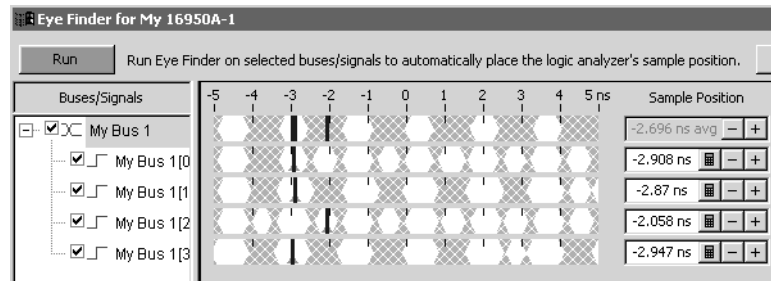 Eye Finder for My 16950A-1
Run Run Eye Finder on selected buses/signals to automatically place the logic analyzer's sample position.
Buses/Signals -5 -4 -3 -2 -1 0 1 2 3 4 5 ns Sample Position
My Bus 1 -2.696 ns avg - +
My Bus 1[0 -2.908 ns - +
My Bus 1[1 -2.87 ns - +
My Bus 1[2 -2.058 ns - +
My Bus 1[3 -2.947 ns - +